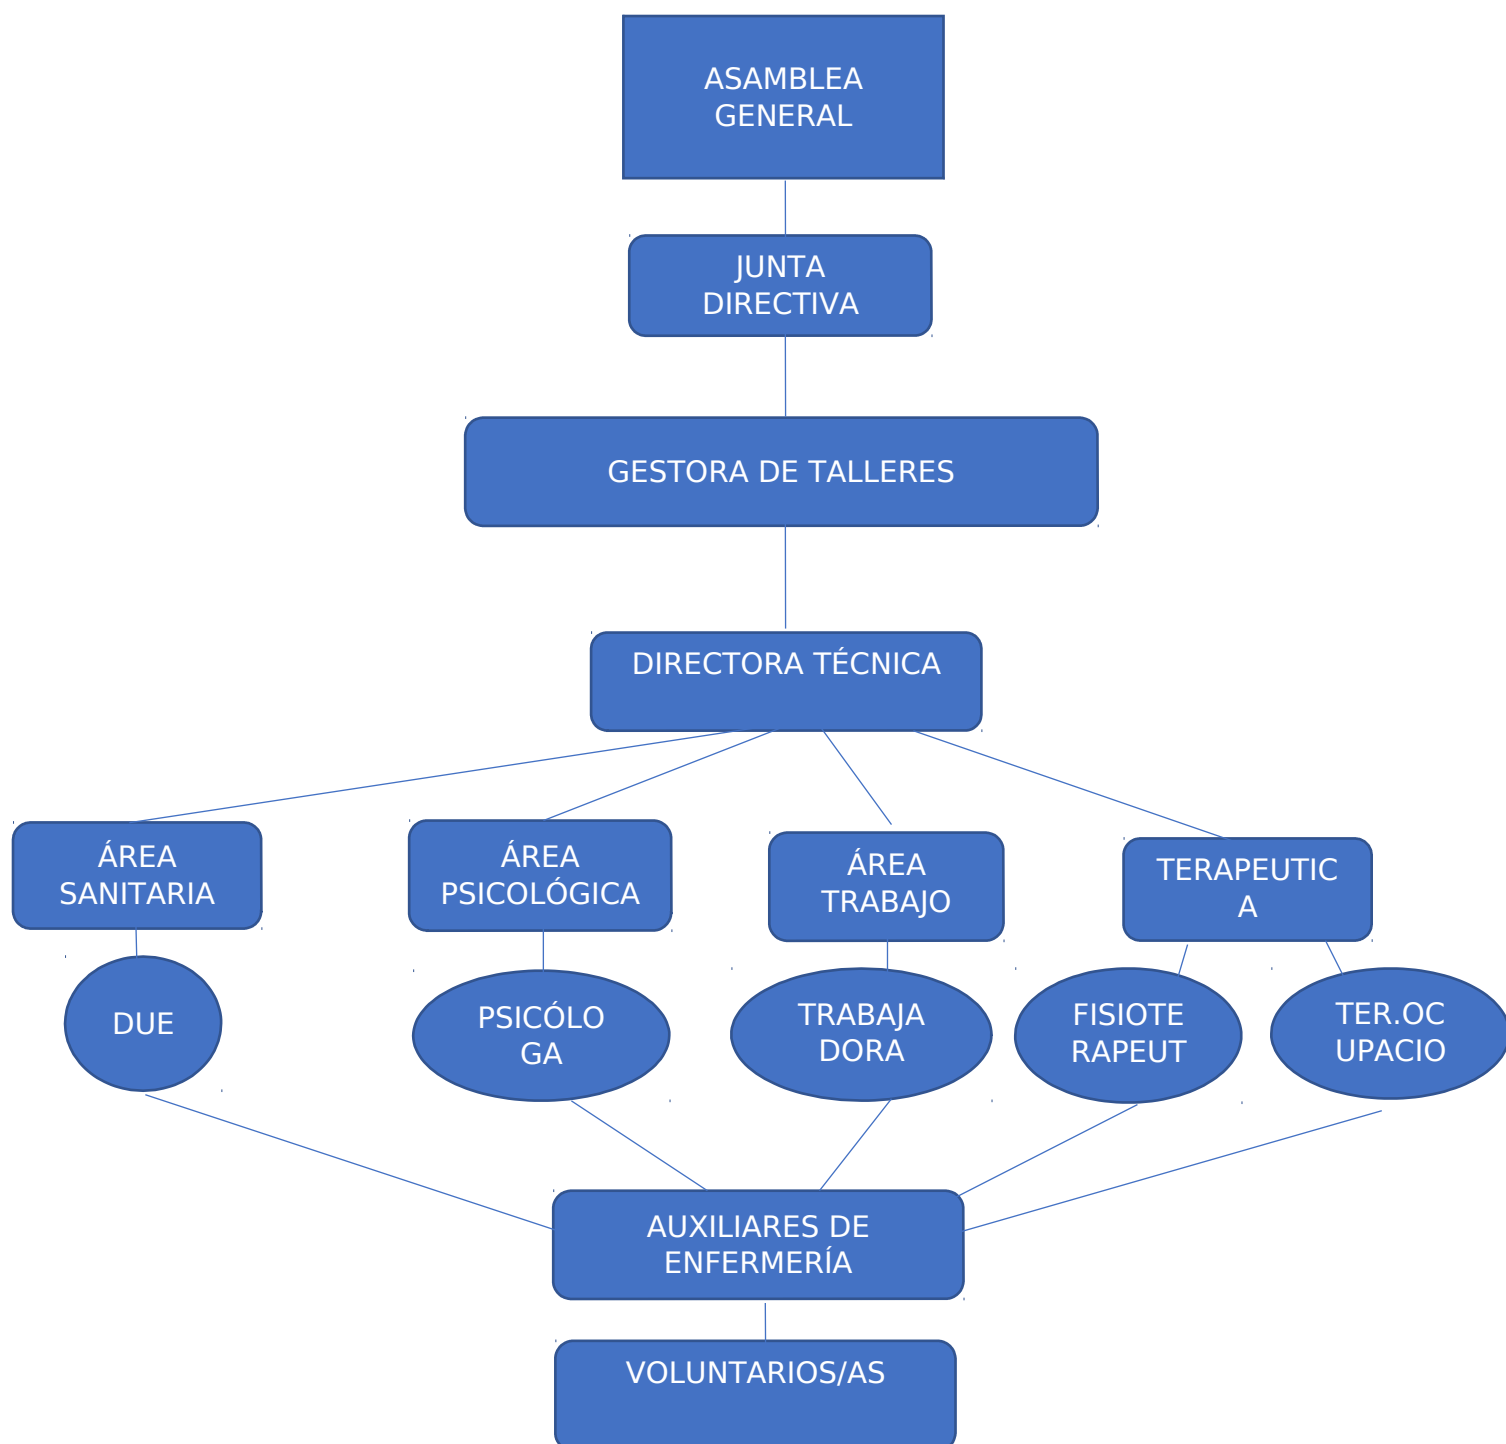 ASAMBLEA
GENERAL
JUNTA
DIRECTIVA
GESTORA DE TALLERES
DIRECTORA TÉCNICA
ÁREA
SANITARIA
ÁREA
PSICOLÓGICA
ÁREA
TRABAJO
TERAPEUTIC
A
DUE
PSICÓLO
GA
TRABAJA
DORA
FISIOTE
RAPEUT
TER.OC
UPACIO
AUXILIARES DE
ENFERMERÍA
VOLUNTARIOS/AS